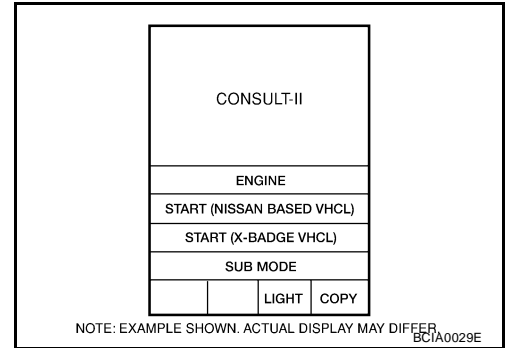 CONSULT-II
ENGINE
START (NISSAN BASED VHCL)
START (X-BADGE VHCL)
SUB MODE
LIGHT COPY
NOTE: EXAMPLE SHOWN. ACTUAL DISPLAY MAY DIFFER.
BCIA0029E